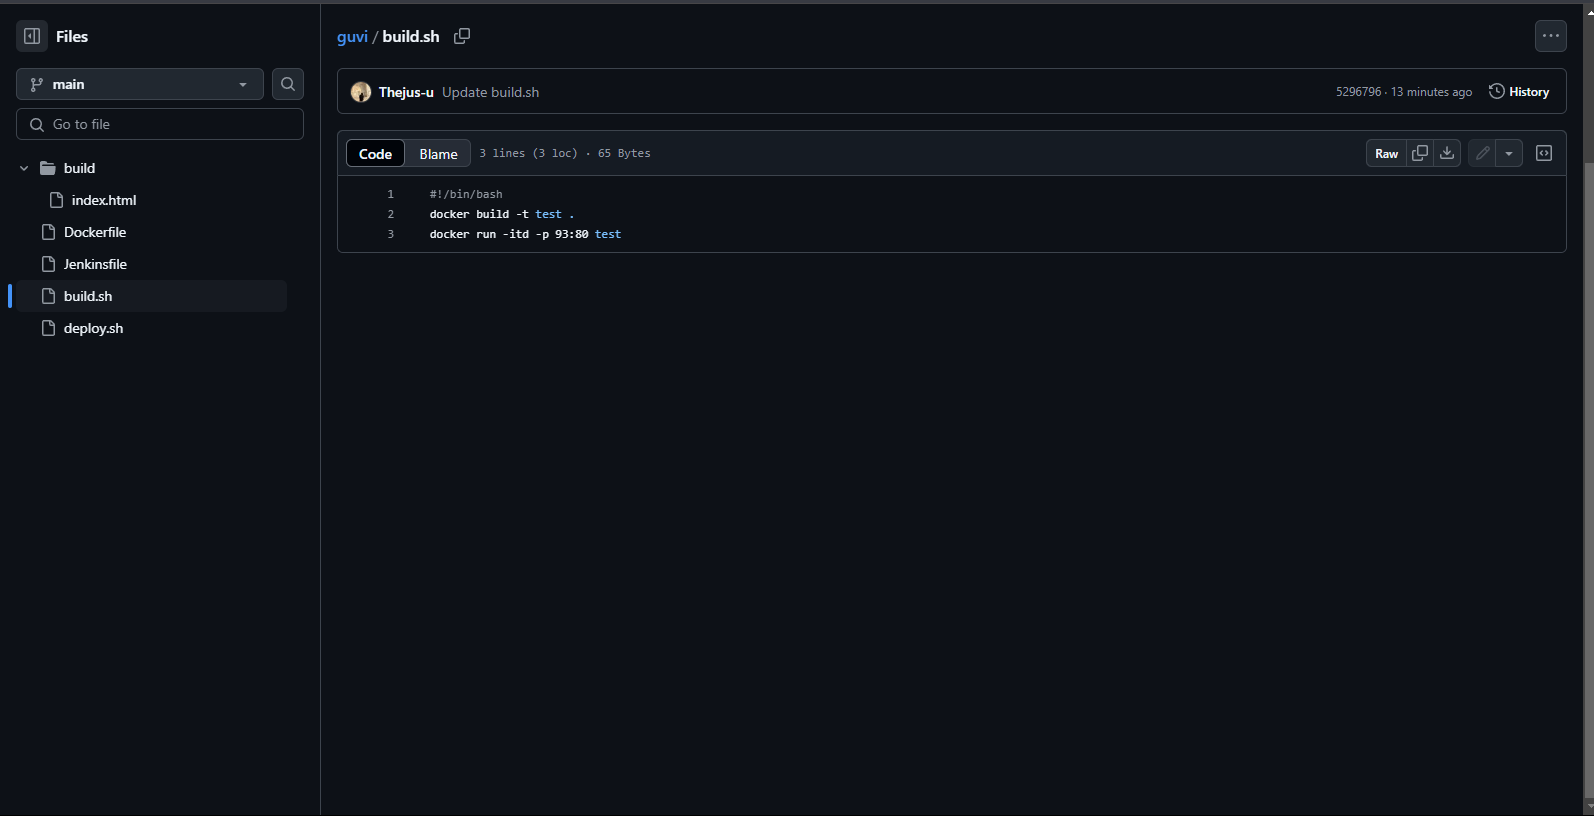 Files
main
Go to file
build
index.html
Dockerfile
Jenkinsfile
build.sh
deploy.sh
guvi / build.sh
Thejus-u Update build.sh 5296796 · 13 minutes ago History
Code Blame 3 lines (3 loc) · 65 Bytes Raw
1 #!/bin/bash
2 docker build -t test .
3 docker run -itd -p 93:80 test